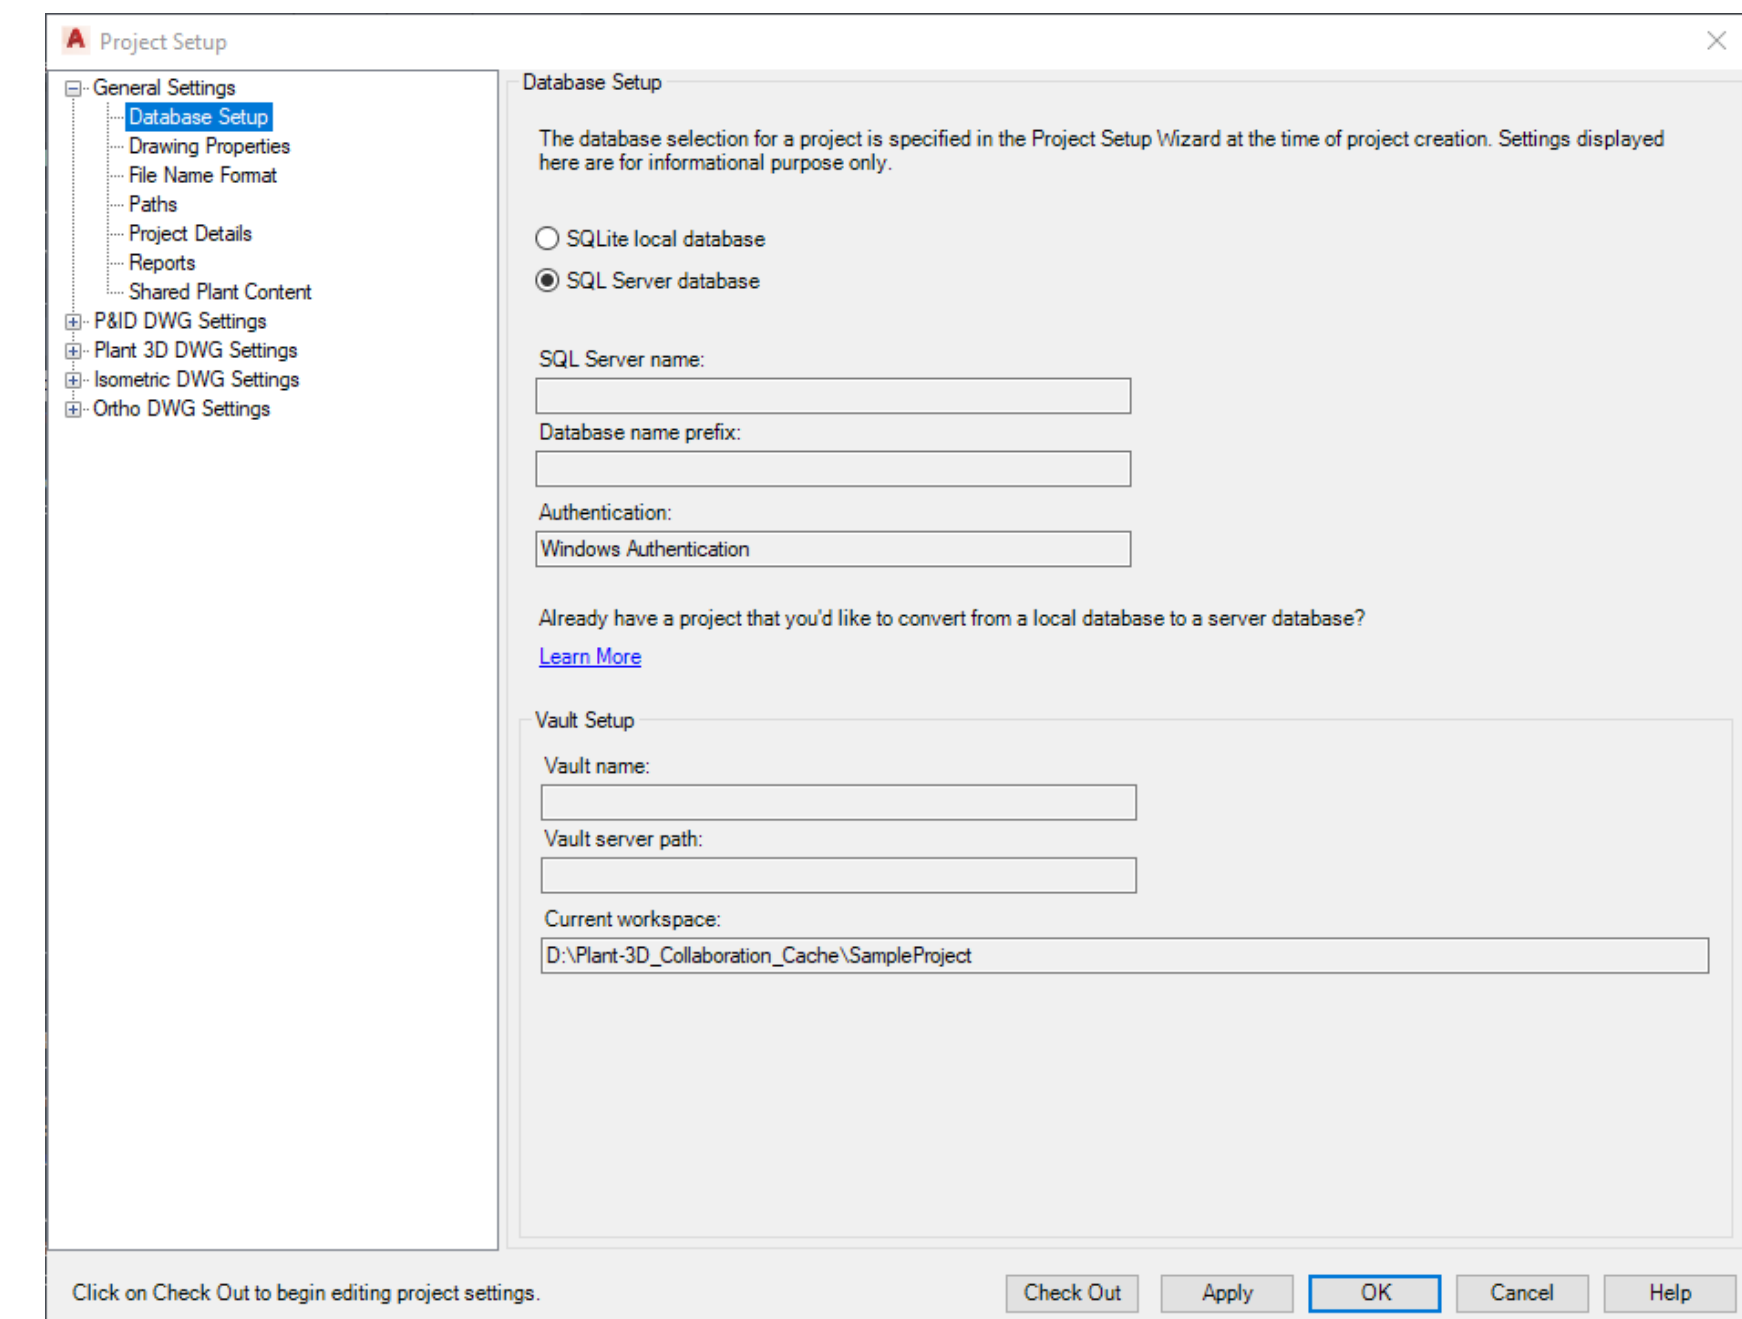 Project Setup
General Settings
Database Setup
Drawing Properties
File Name Format
Paths
Project Details
Reports
Shared Plant Content
P&ID DWG Settings
Plant 3D DWG Settings
Isometric DWG Settings
Ortho DWG Settings
Database Setup
The database selection for a project is specified in the Project Setup Wizard at the time of project creation. Settings displayed
here are for informational purpose only.
SQLite local database
SQL Server database
SQL Server name:
Database name prefix:
Authentication:
Windows Authentication
Already have a project that you'd like to convert from a local database to a server database?
Learn More
Vault Setup
Vault name:
Vault server path:
Current workspace:
D:\Plant-3D_Collaboration_Cache\SampleProject
Click on Check Out to begin editing project settings.
Check Out
Apply
OK
Cancel
Help